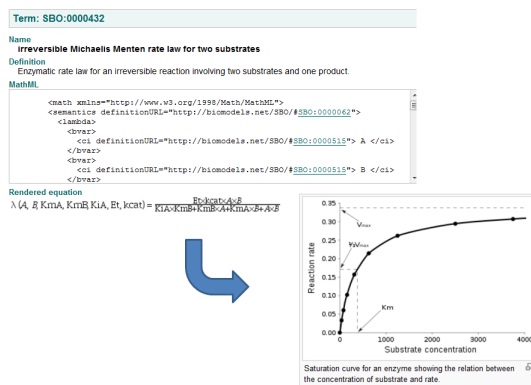 Term: SBO:0000432
Name
irreversible Michaelis Menten rate law for two substrates
Definition
Enzymatic rate law for an irreversible reaction involving two substrates and one product.
MathML
<math xmlns="http://www.w3.org/1998/Math/MathML">
<semantics definitionURL="http://biomodels.net/SBO/#SBO:0000062">
<lambda>
<bvar>
<ci definitionURL="http://biomodels.net/SBO/#SBO:0000515"> A </ci>
</bvar>
<bvar>
<ci definitionURL="http://biomodels.net/SBO/#SBO:0000515"> B </ci>
</bvar>
Rendered equation
λ (A, B, KmA, KmB, KiA, Et, kcat) = Et×kcat×A×B
KiA×KmB+KmB×A+KmA×B+A×B
0.35
0.30
0.25
0.20
0.15
0.10
0.05
0.00
Reaction rate
Vmax
½Vmax
Km
0
1000
2000
3000
4000
Substrate concentration
Saturation curve for an enzyme showing the relation between
the concentration of substrate and rate.